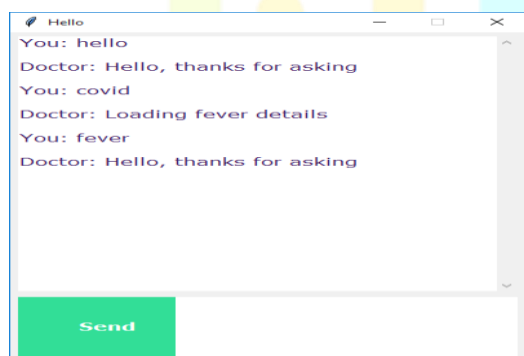 Hello
You: hello
Doctor: Hello, thanks for asking
You: covid
Doctor: Loading fever details
You: fever
Doctor: Hello, thanks for asking
Send